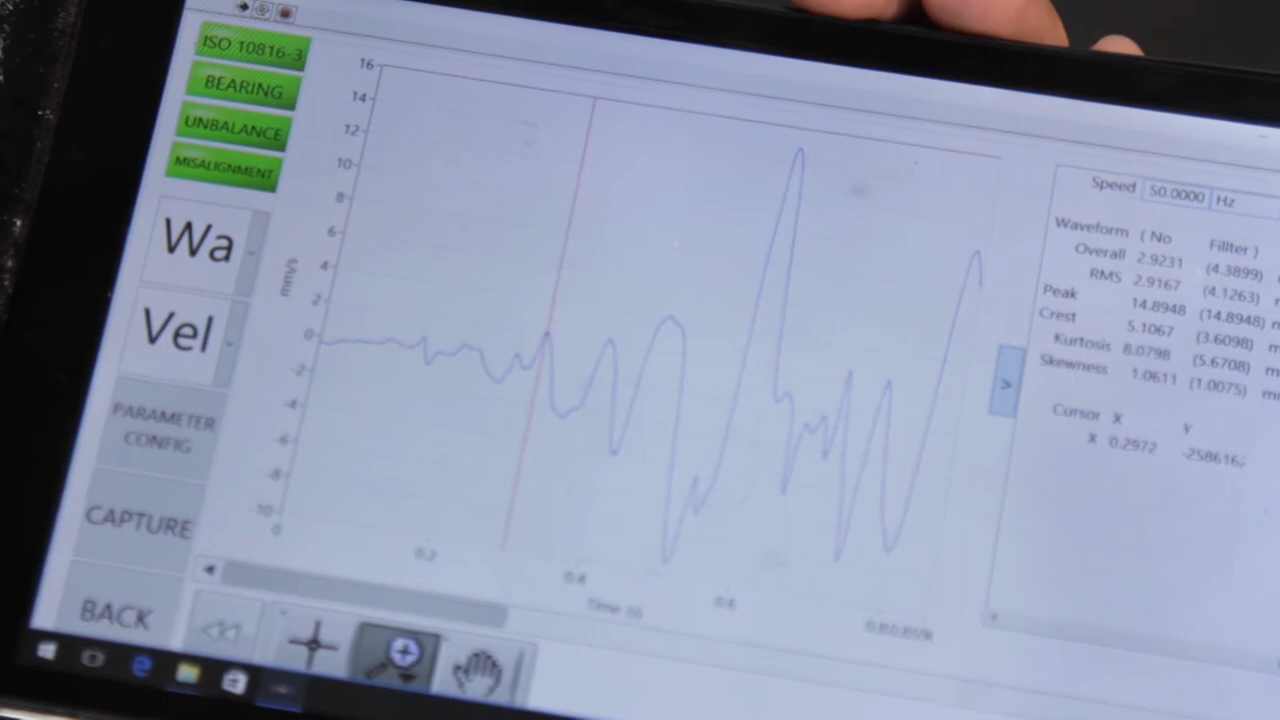 ISO 10816-3
BEARING
UNBALANCE
MISALIGNMENT
Wa
Vel
PARAMETER
CONFIG
CAPTURE
BACK
16
14
12
10
8
6
4
2
0
-2
-4
-6
-8
-10
mm/s
0
0.2
0.4
0.6
Time
Speed 50.0000 Hz
Waveform ( No Fillter )
Overall 2.9231 (4.3899)
RMS 2.9167 (4.1263)
Peak 14.8948 (14.8948)
Crest 5.1067 (3.6098)
Kurtosis 8.0798 (5.6708)
Skewness 1.0611 (1.0075)
>
Cursor X Y
X 0.2972